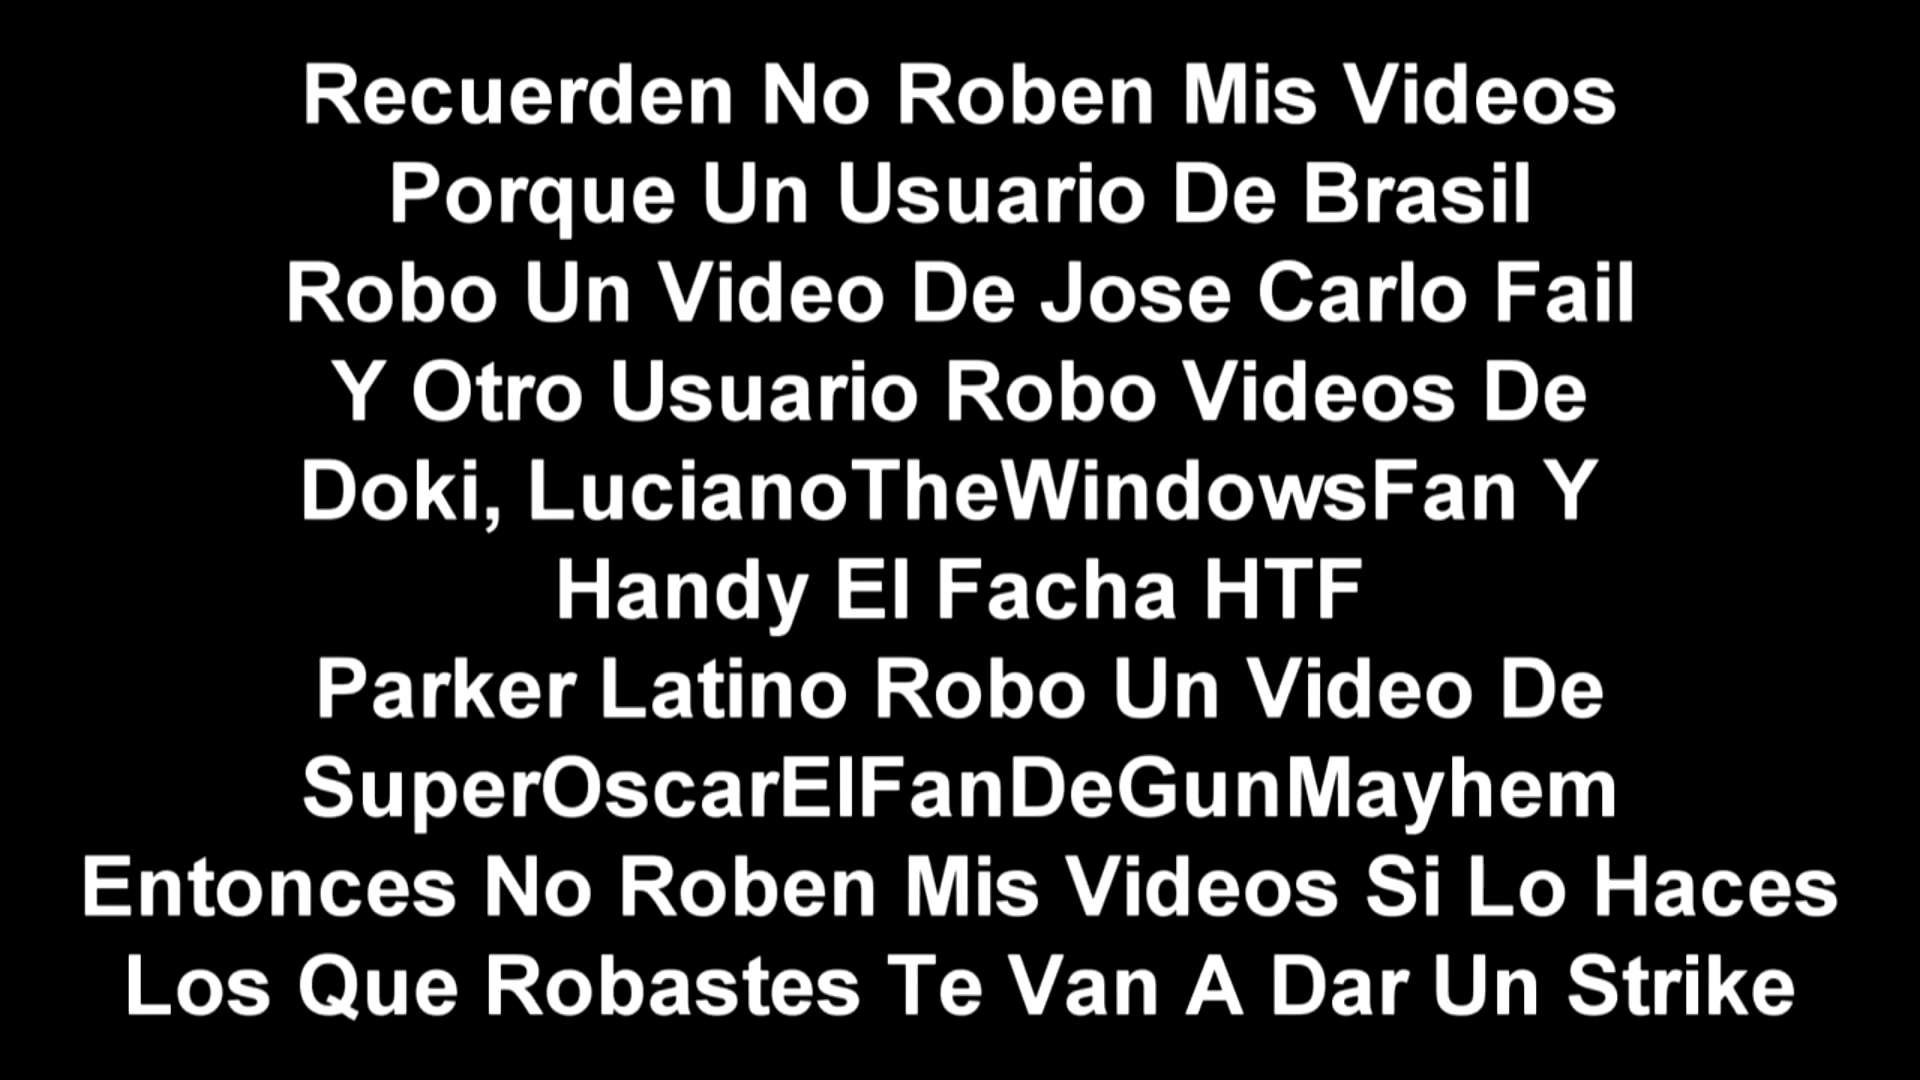 Recuerden No Roben Mis Videos
Porque Un Usuario De Brasil
Robo Un Video De Jose Carlo Fail
Y Otro Usuario Robo Videos De
Doki, LucianoTheWindowsFan Y
Handy El Facha HTF
Parker Latino Robo Un Video De
SuperOscarElFanDeGunMayhem
Entonces No Roben Mis Videos Si Lo Haces
Los Que Robastes Te Van A Dar Un Strike